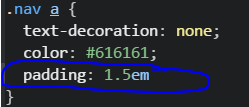 .nav a {
text-decoration: none;
color: #616161;
padding: 1.5em
}